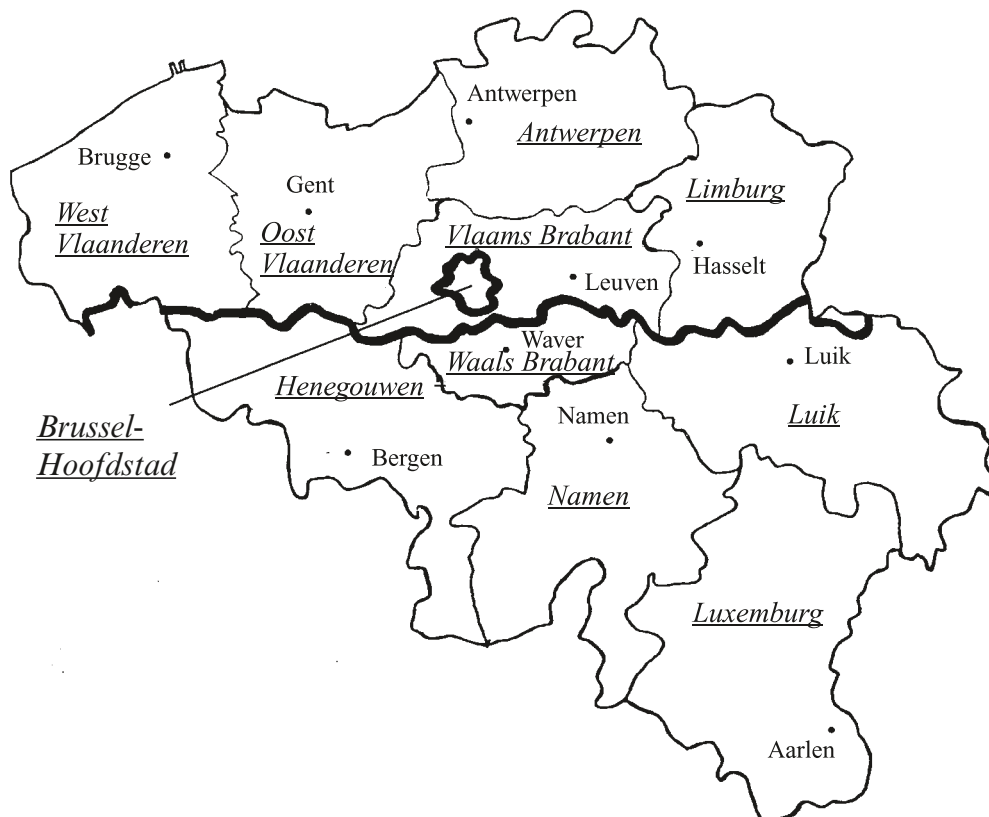 Antwerpen
Antwerpen
Brugge
Gent
Limburg
West
Vlaanderen
Oost
Vlaanderen
Vlaams Brabant
Hasselt
Leuven
Waver
Waals Brabant
Luik
Henegouwen
Namen
Luik
Brussel-
Hoofdstad
Bergen
Namen
Luxemburg
Aarlen